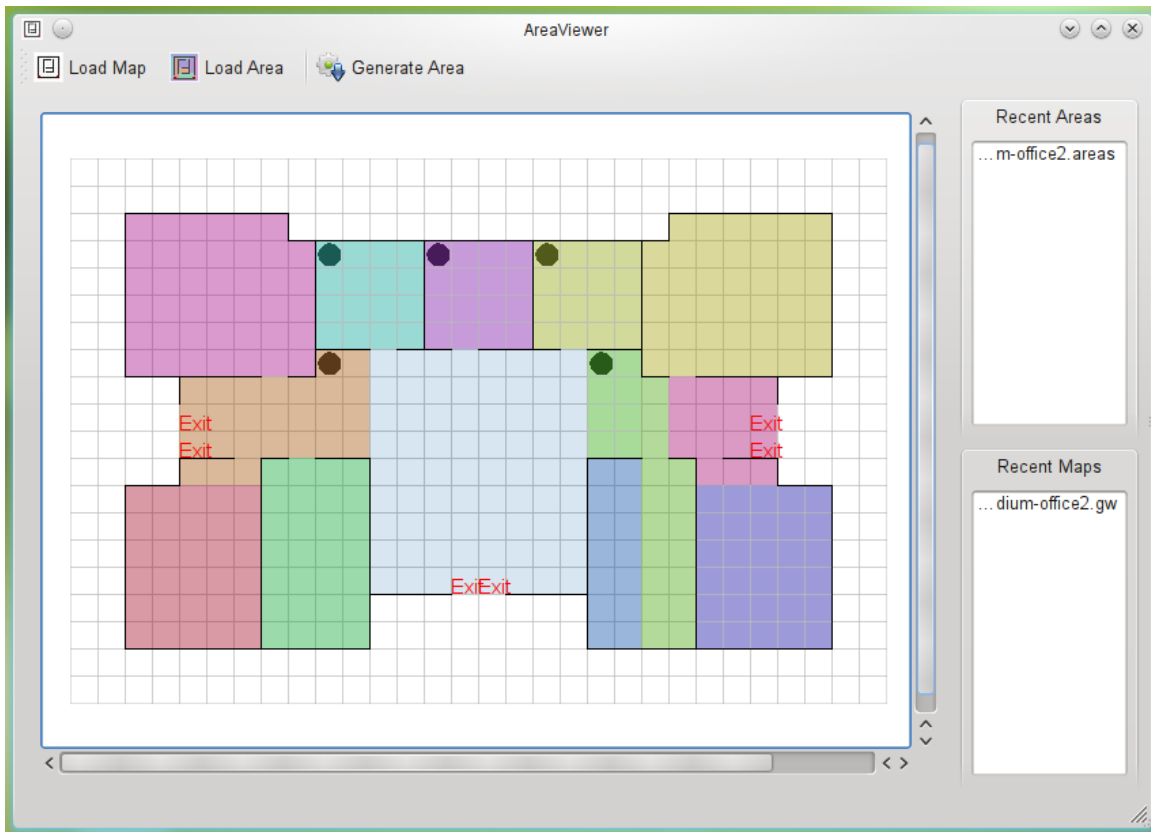 AreaViewer
Load Map Load Area Generate Area
Recent Areas
...m-office2.areas
Exit Exit
Exit Exit
Recent Maps
...dium-office2.gw
ExitExit